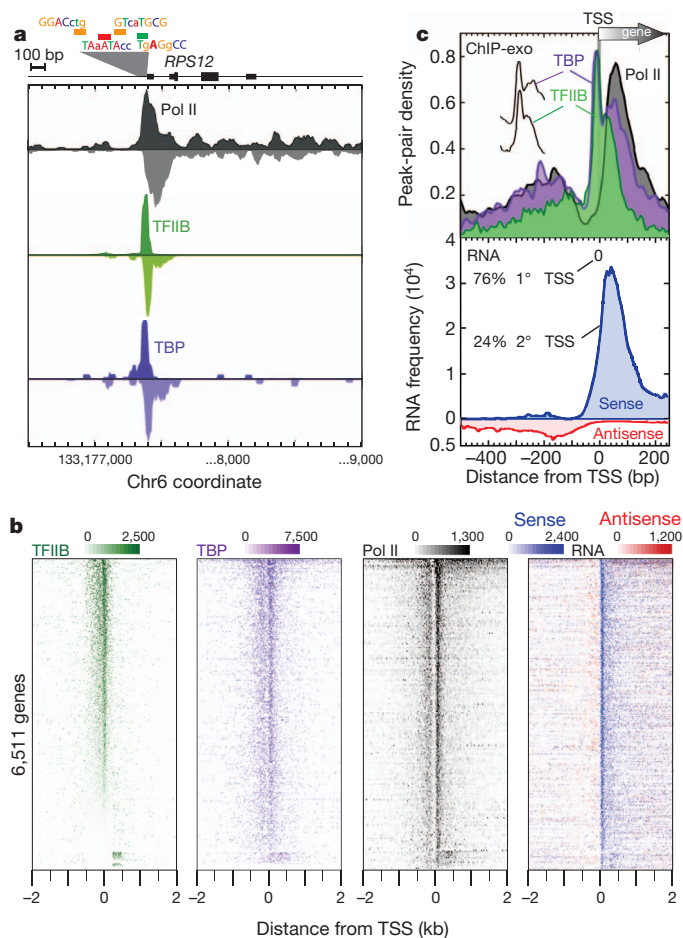 a
GGACctg GTcaTGCG
TAaATAcc TgAGgCC
100 bp
RPS12
Pol II
TFIIB
TBP
133,177,000 ...8,000 ...9,000
Chr6 coordinate
c
TSS
gene
ChIP-exo
TBP
TFIIB
Pol II
Peak-pair density
0.8
0.6
0.4
0.2
4
RNA
76% 1° TSS
0
24% 2° TSS
RNA frequency (10⁴)
3
2
1
0
0.5
Sense
Antisense
−400 −200 0 200
Distance from TSS (bp)
b
Sense Antisense
TFIIB 0 2,500
TBP 0 7,500
Pol II 0 1,300
0 2,400 RNA 0 1,200
6,511 genes
−2 0 2 −2 0 2 −2 0 2 −2 0 2
Distance from TSS (kb)